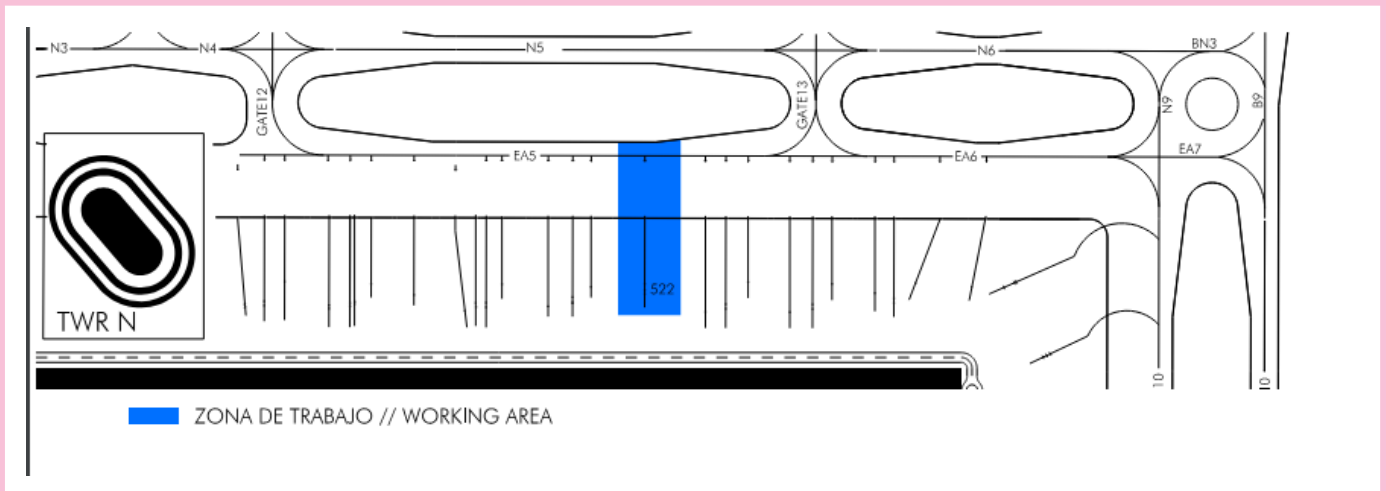 N3
N4
N5
N6
BN3
GATE12
GATE13
N9
B9
EA5
EA6
EA7
522
TWR N
10
10
ZONA DE TRABAJO // WORKING AREA